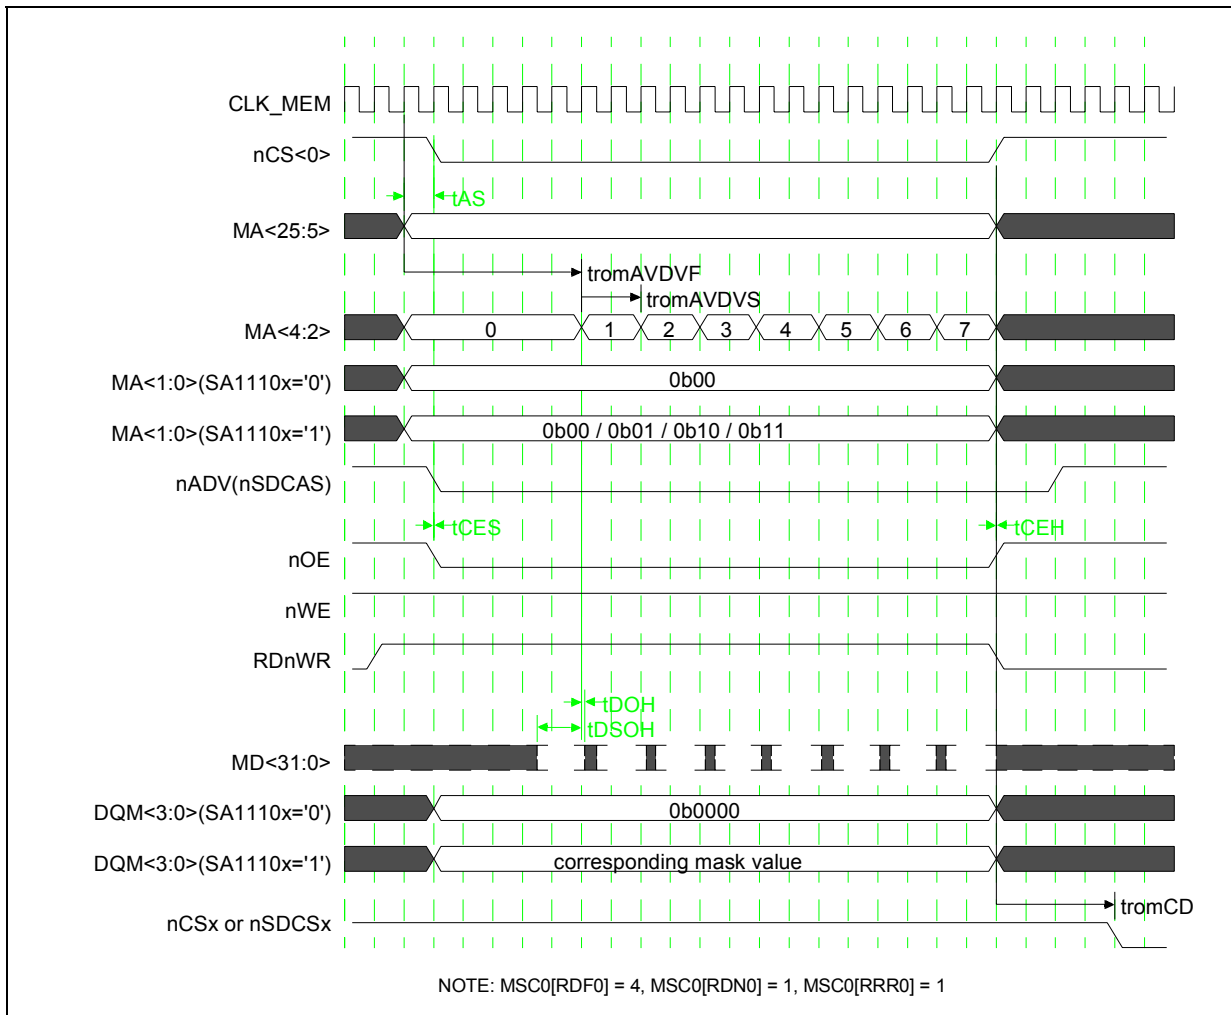 CLK_MEM
nCS<0>
tAS
MA<25:5>
tromAVDVF
tromAVDVS
MA<4:2>
0 1 2 3 4 5 6 7
MA<1:0>(SA1110x='0')
0b00
MA<1:0>(SA1110x='1')
0b00 / 0b01 / 0b10 / 0b11
nADV(nSDCAS)
tCES
tCEH
nOE
nWE
RDnWR
tDOH
tDSOH
MD<31:0>
DQM<3:0>(SA1110x='0')
0b0000
DQM<3:0>(SA1110x='1')
corresponding mask value
tromCD
nCSx or nSDCSx
NOTE: MSC0[RDF0] = 4, MSC0[RDN0] = 1, MSC0[RRR0] = 1